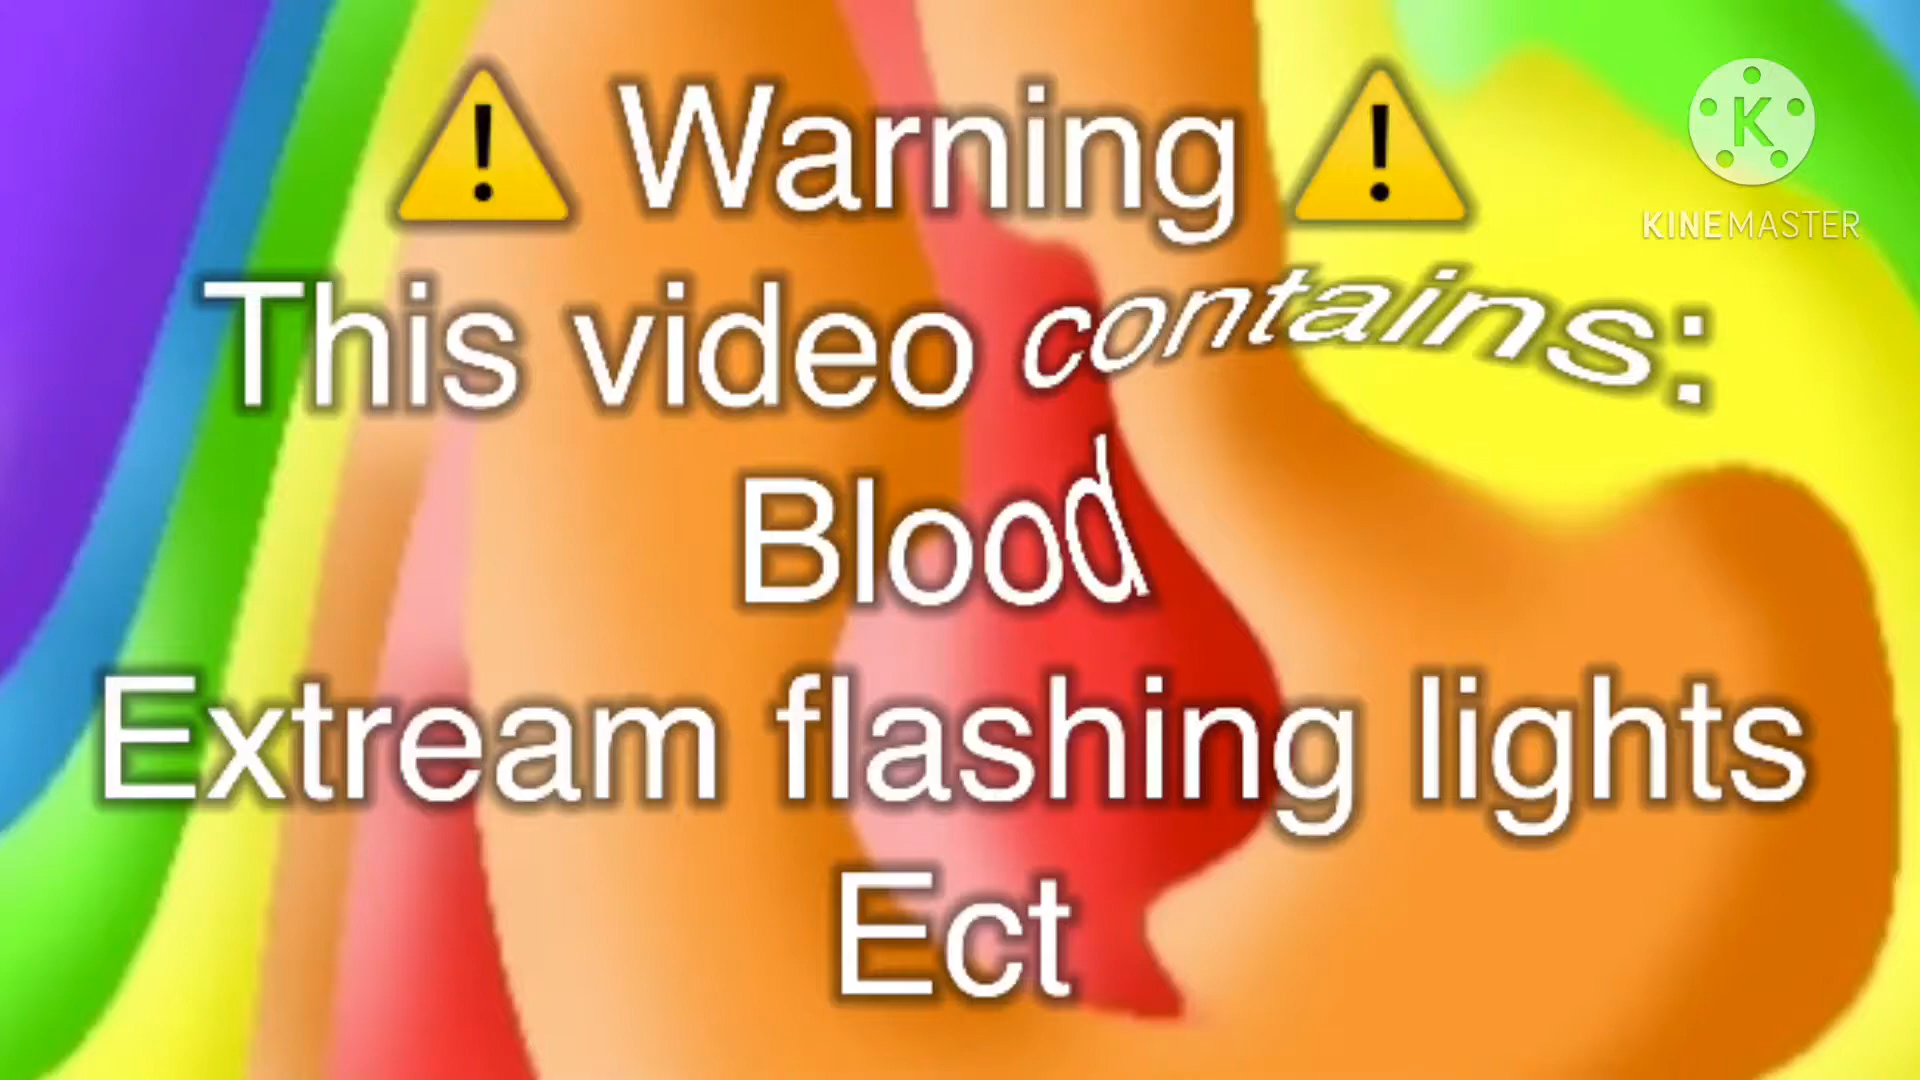 ⚠️ Warning ⚠️
K
KINEMASTER
This video contains:
Blood
Extream flashing lights
Ect